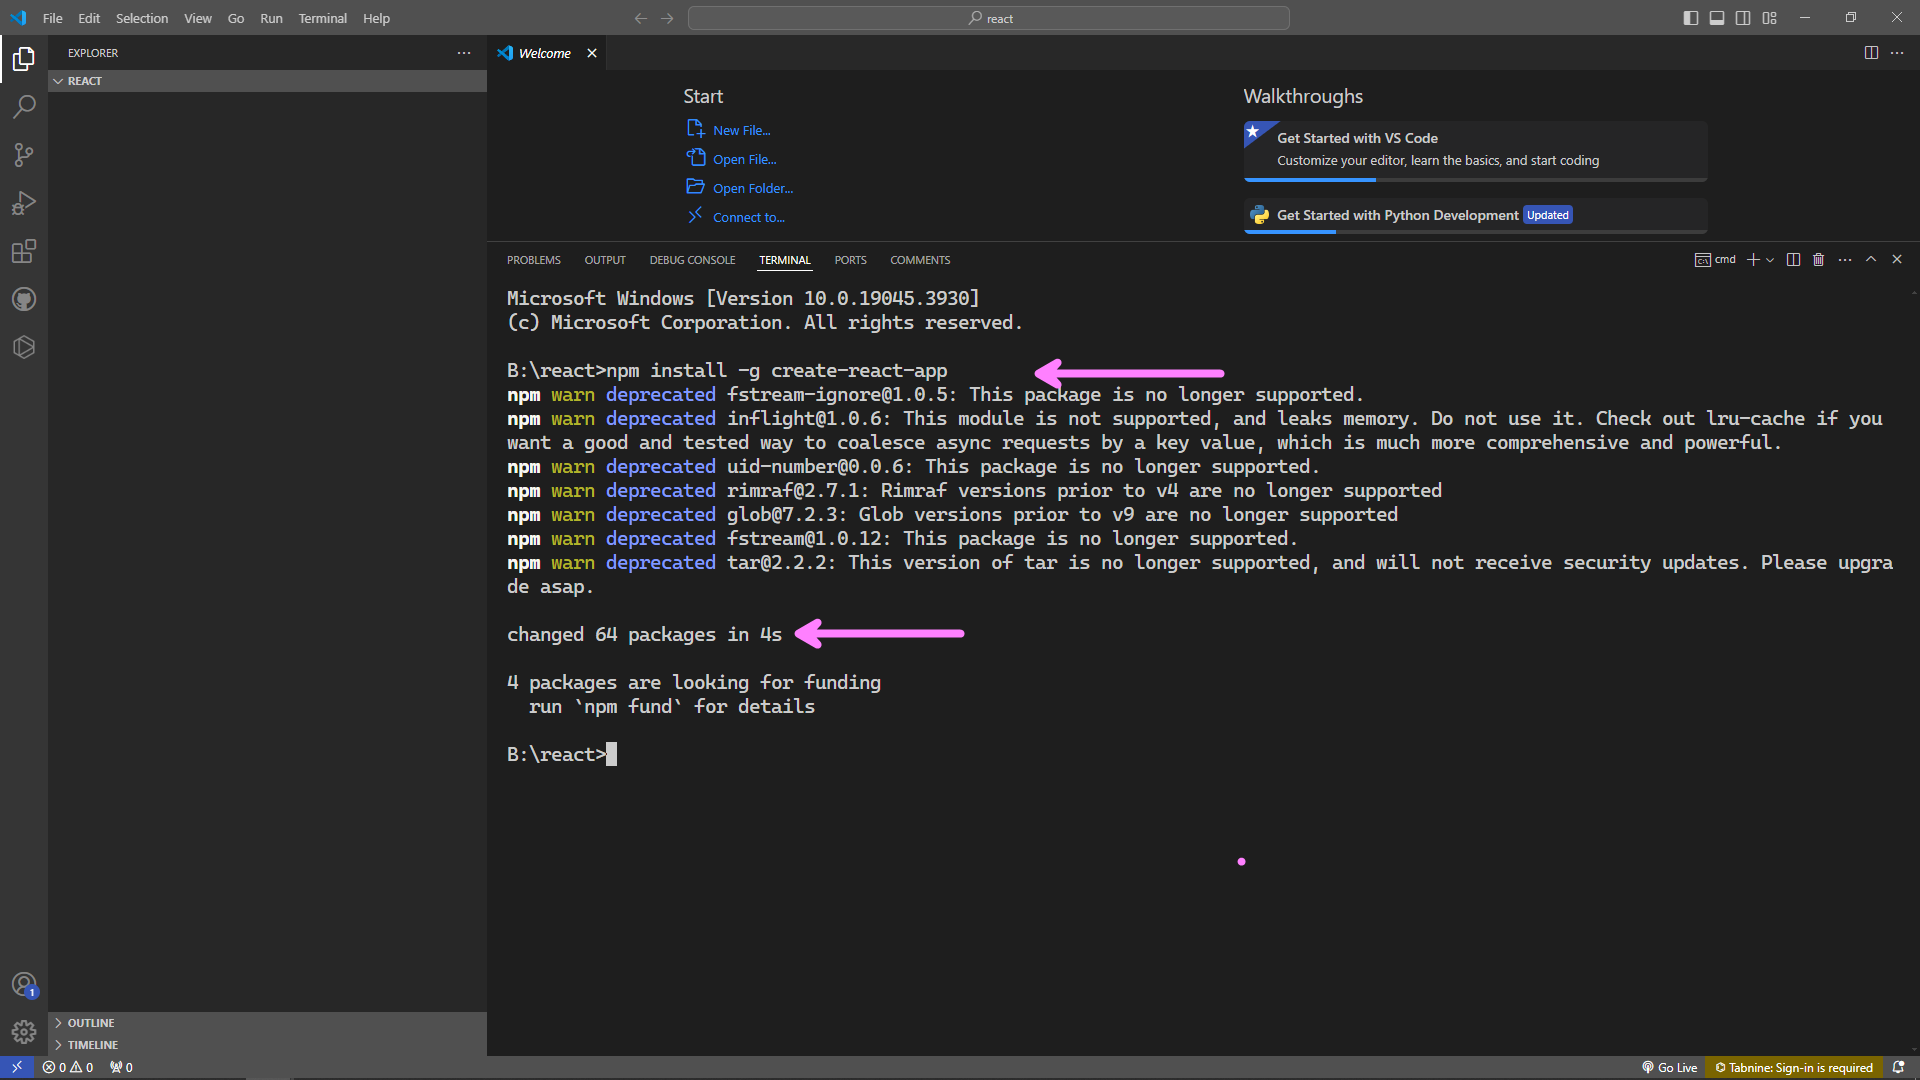 File Edit Selection View Go Run Terminal Help
react
EXPLORER
REACT
Welcome
Start
New File...
Open File...
Open Folder...
Connect to...
Walkthroughs
Get Started with VS Code
Customize your editor, learn the basics, and start coding
Get Started with Python Development Updated
PROBLEMS OUTPUT DEBUG CONSOLE TERMINAL PORTS COMMENTS
cmd
Microsoft Windows [Version 10.0.19045.3930]
(c) Microsoft Corporation. All rights reserved.
B:\react>npm install -g create-react-app
npm warn deprecated fstream-ignore@1.0.5: This package is no longer supported.
npm warn deprecated inflight@1.0.6: This module is not supported, and leaks memory. Do not use it. Check out lru-cache if you
want a good and tested way to coalesce async requests by a key value, which is much more comprehensive and powerful.
npm warn deprecated uid-number@0.0.6: This package is no longer supported.
npm warn deprecated rimraf@2.7.1: Rimraf versions prior to v4 are no longer supported
npm warn deprecated glob@7.2.3: Glob versions prior to v9 are no longer supported
npm warn deprecated fstream@1.0.12: This package is no longer supported.
npm warn deprecated tar@2.2.2: This version of tar is no longer supported, and will not receive security updates. Please upgra
de asap.
changed 64 packages in 4s
4 packages are looking for funding
run `npm fund` for details
B:\react>
1
OUTLINE
TIMELINE
0 0 0
Go Live
Tabnine: Sign-in is required